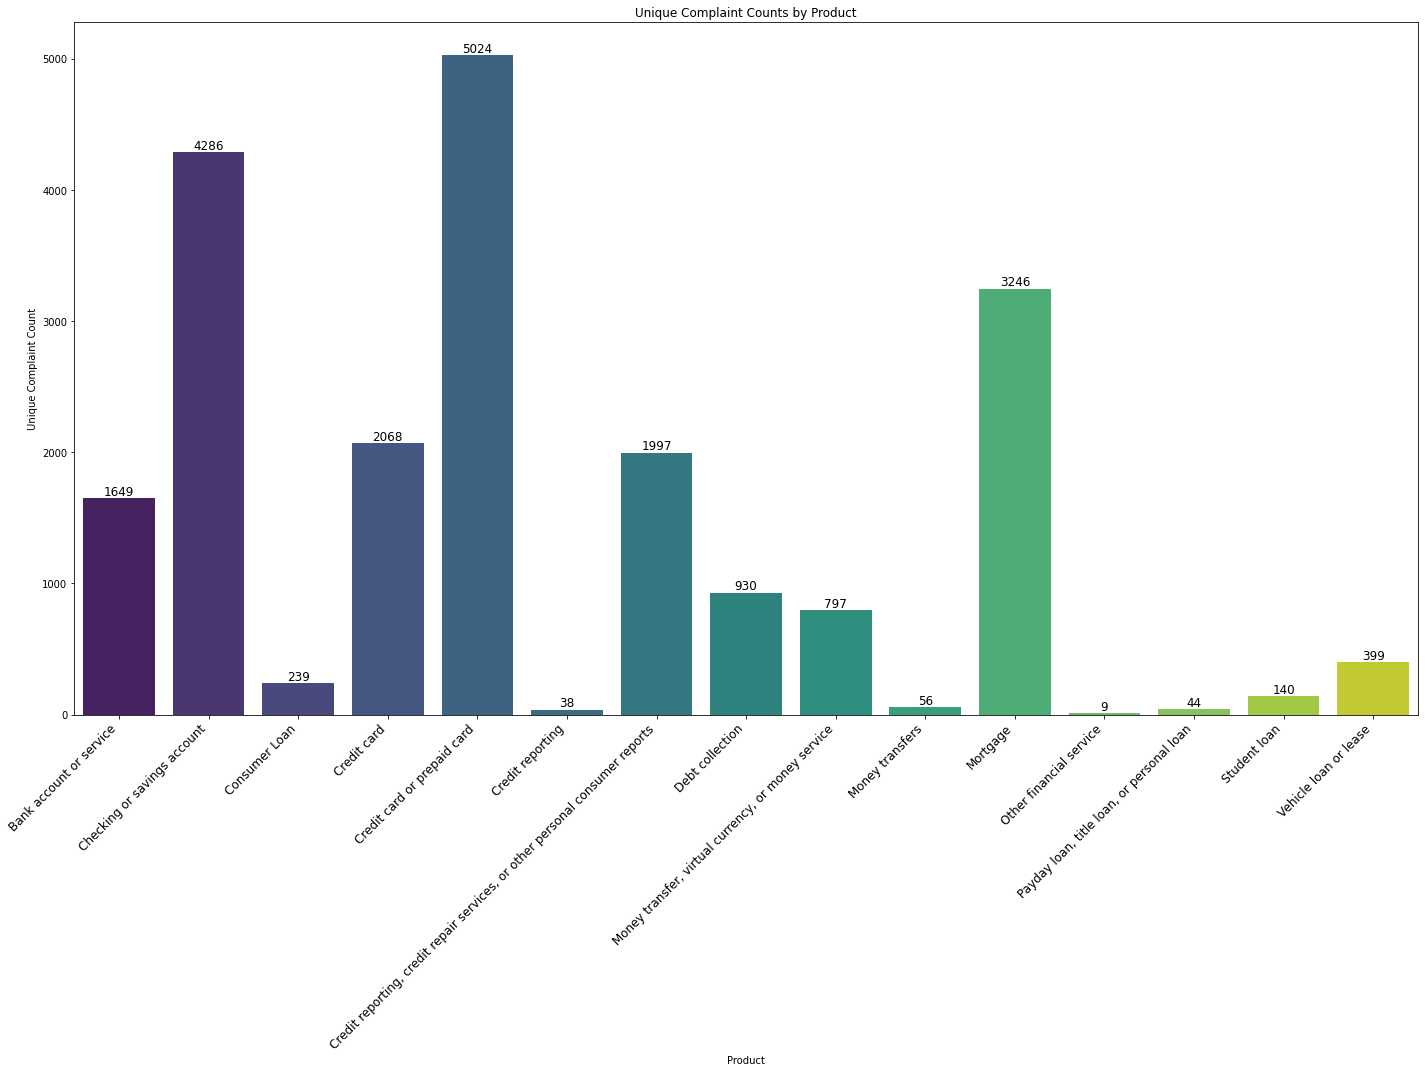 Unique Complaint Counts by Product
Unique Complaint Count
5000
4000
3000
2000
1000
0
1649
4286
239
2068
5024
38
1997
930
797
56
3246
9
44
140
399
Bank account or service
Checking or savings account
Consumer Loan
Credit card
Credit card or prepaid card
Credit reporting
Credit reporting, credit repair services, or other personal consumer reports
Debt collection
Money transfer, virtual currency, or money service
Money transfers
Mortgage
Other financial service
Payday loan, title loan, or personal loan
Student loan
Vehicle loan or lease
Product